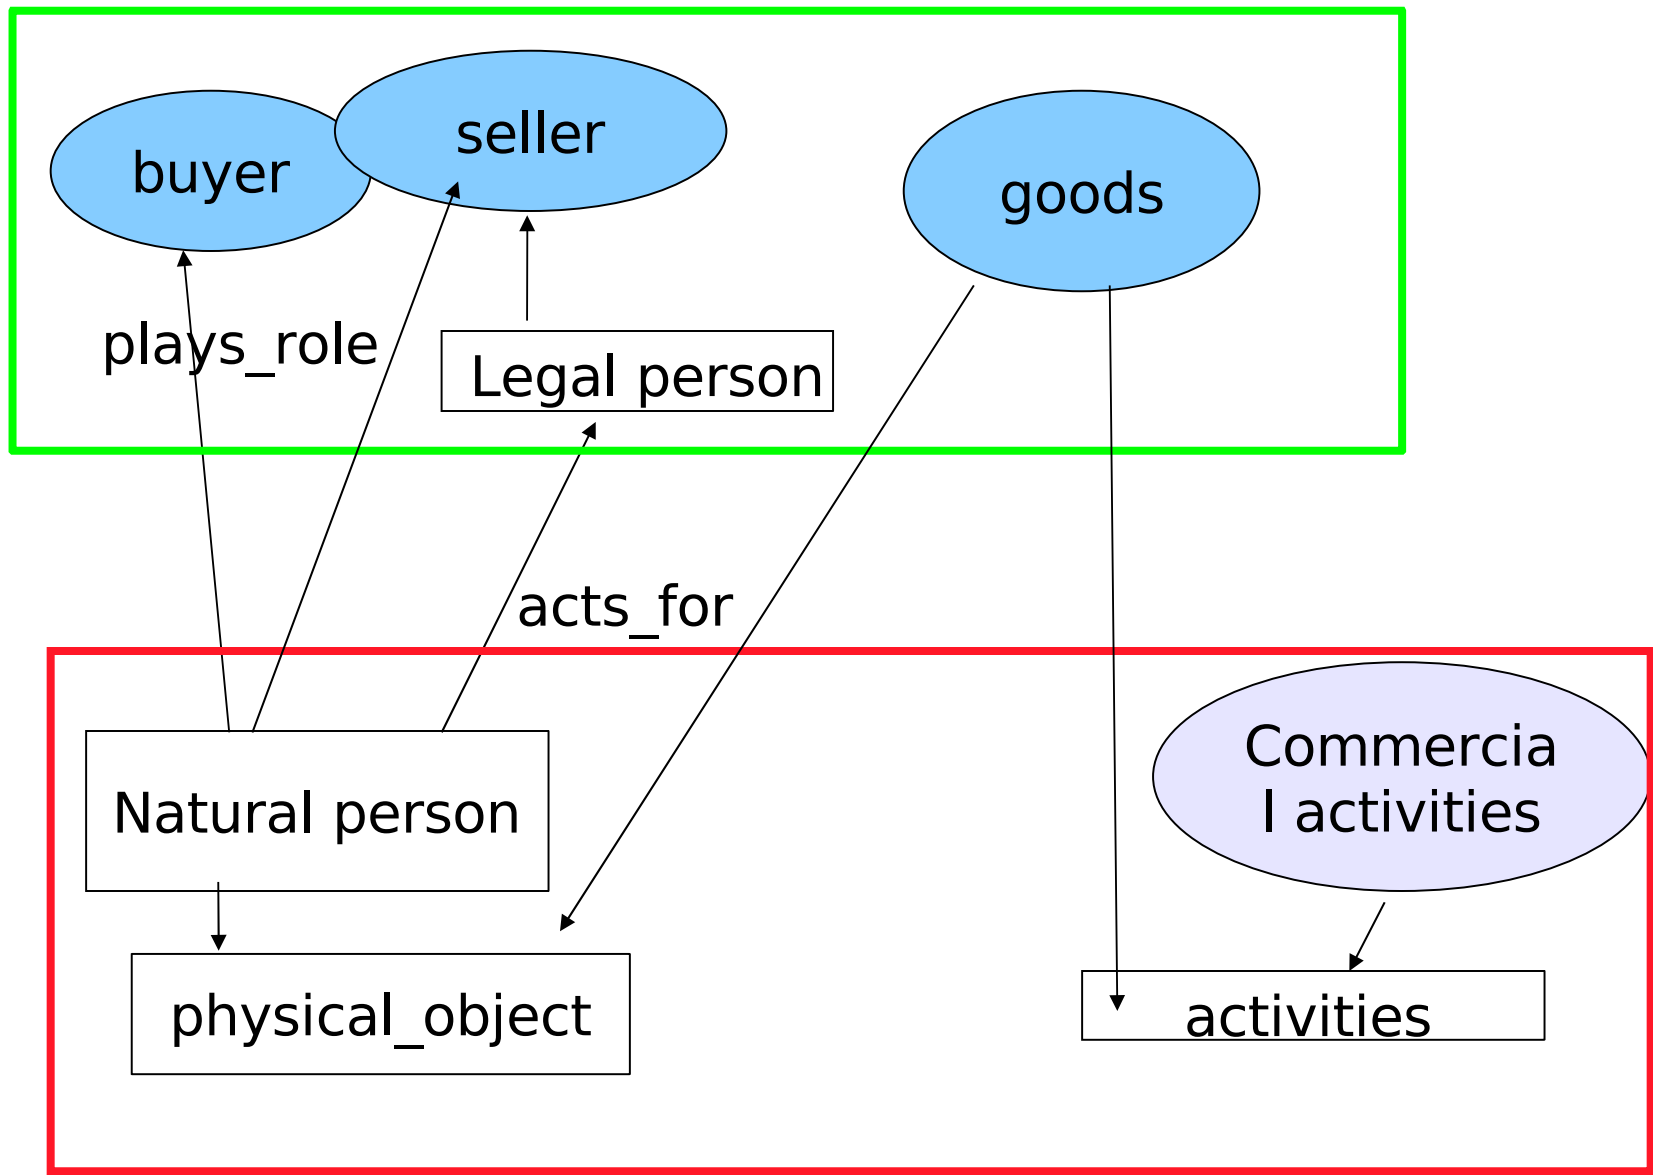 seller
buyer
goods
plays_role
Legal person
acts_for
Commercia
l activities
Natural person
physical_object
activities